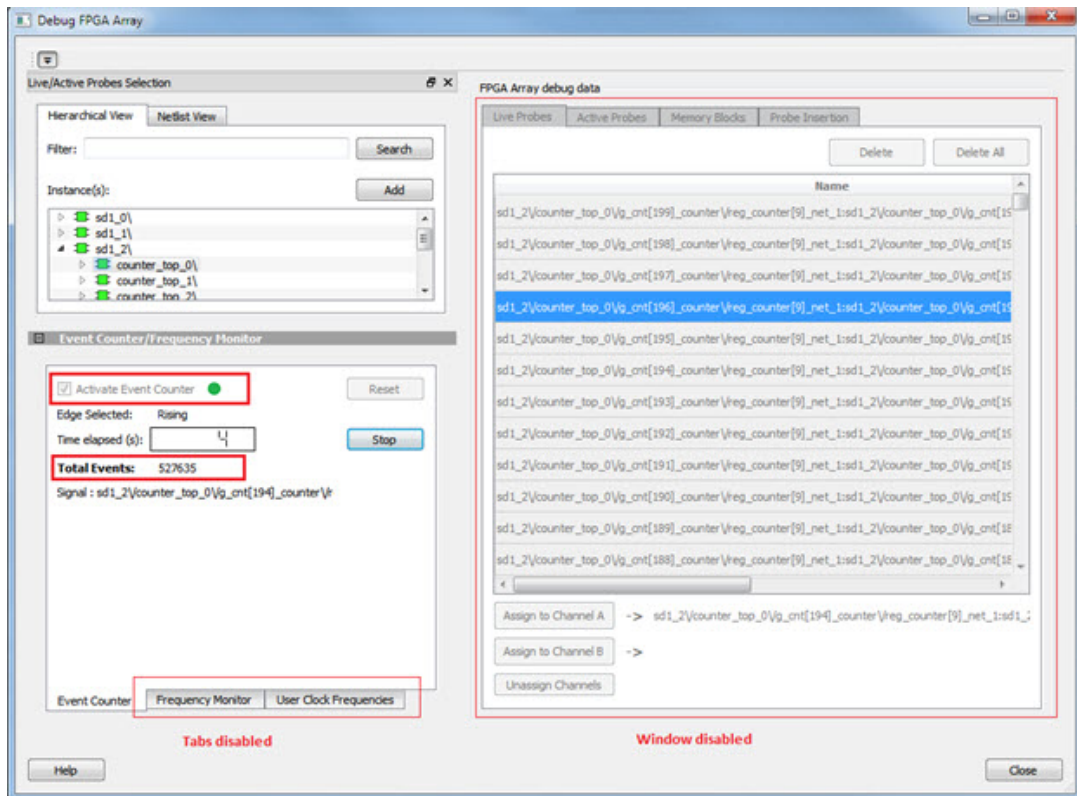 Debug FPGA Array
Live/Active Probes Selection
Hierarchical View Netlist View
Filter: Search
Instance(s): Add
sd1_0\
sd1_1\
sd1_2\
counter_top_0\
counter_top_1\
counter_top_2\
Event Counter/Frequency Monitor
Activate Event Counter Reset
Edge Selected: Rising
Time elapsed (s): 4 Stop
Total Events: 527635
Signal : sd1_2\/counter_top_0\/g_cnt[194]_counter\/r
Event Counter Frequency Monitor User Clock Frequencies
Tabs disabled
Help
FPGA Array debug data
Live Probes Active Probes Memory Blocks Probe Insertion
Delete Delete All
Name
sd1_2\/counter_top_0\/g_cnt[199]_counter\/reg_counter[9]_net_1:sd1_2\/counter_top_0\/g_cnt[19
sd1_2\/counter_top_0\/g_cnt[198]_counter\/reg_counter[9]_net_1:sd1_2\/counter_top_0\/g_cnt[19
sd1_2\/counter_top_0\/g_cnt[197]_counter\/reg_counter[9]_net_1:sd1_2\/counter_top_0\/g_cnt[19
sd1_2\/counter_top_0\/g_cnt[196]_counter\/reg_counter[9]_net_1:sd1_2\/counter_top_0\/g_cnt[19
sd1_2\/counter_top_0\/g_cnt[195]_counter\/reg_counter[9]_net_1:sd1_2\/counter_top_0\/g_cnt[19
sd1_2\/counter_top_0\/g_cnt[194]_counter\/reg_counter[9]_net_1:sd1_2\/counter_top_0\/g_cnt[19
sd1_2\/counter_top_0\/g_cnt[193]_counter\/reg_counter[9]_net_1:sd1_2\/counter_top_0\/g_cnt[19
sd1_2\/counter_top_0\/g_cnt[192]_counter\/reg_counter[9]_net_1:sd1_2\/counter_top_0\/g_cnt[19
sd1_2\/counter_top_0\/g_cnt[191]_counter\/reg_counter[9]_net_1:sd1_2\/counter_top_0\/g_cnt[19
sd1_2\/counter_top_0\/g_cnt[190]_counter\/reg_counter[9]_net_1:sd1_2\/counter_top_0\/g_cnt[19
sd1_2\/counter_top_0\/g_cnt[189]_counter\/reg_counter[9]_net_1:sd1_2\/counter_top_0\/g_cnt[18
sd1_2\/counter_top_0\/g_cnt[188]_counter\/reg_counter[9]_net_1:sd1_2\/counter_top_0\/g_cnt[18
Assign to Channel A -> sd1_2\/counter_top_0\/g_cnt[194]_counter\/reg_counter[9]_net_1:sd1_2
Assign to Channel B ->
Unassign Channels
Window disabled
Close